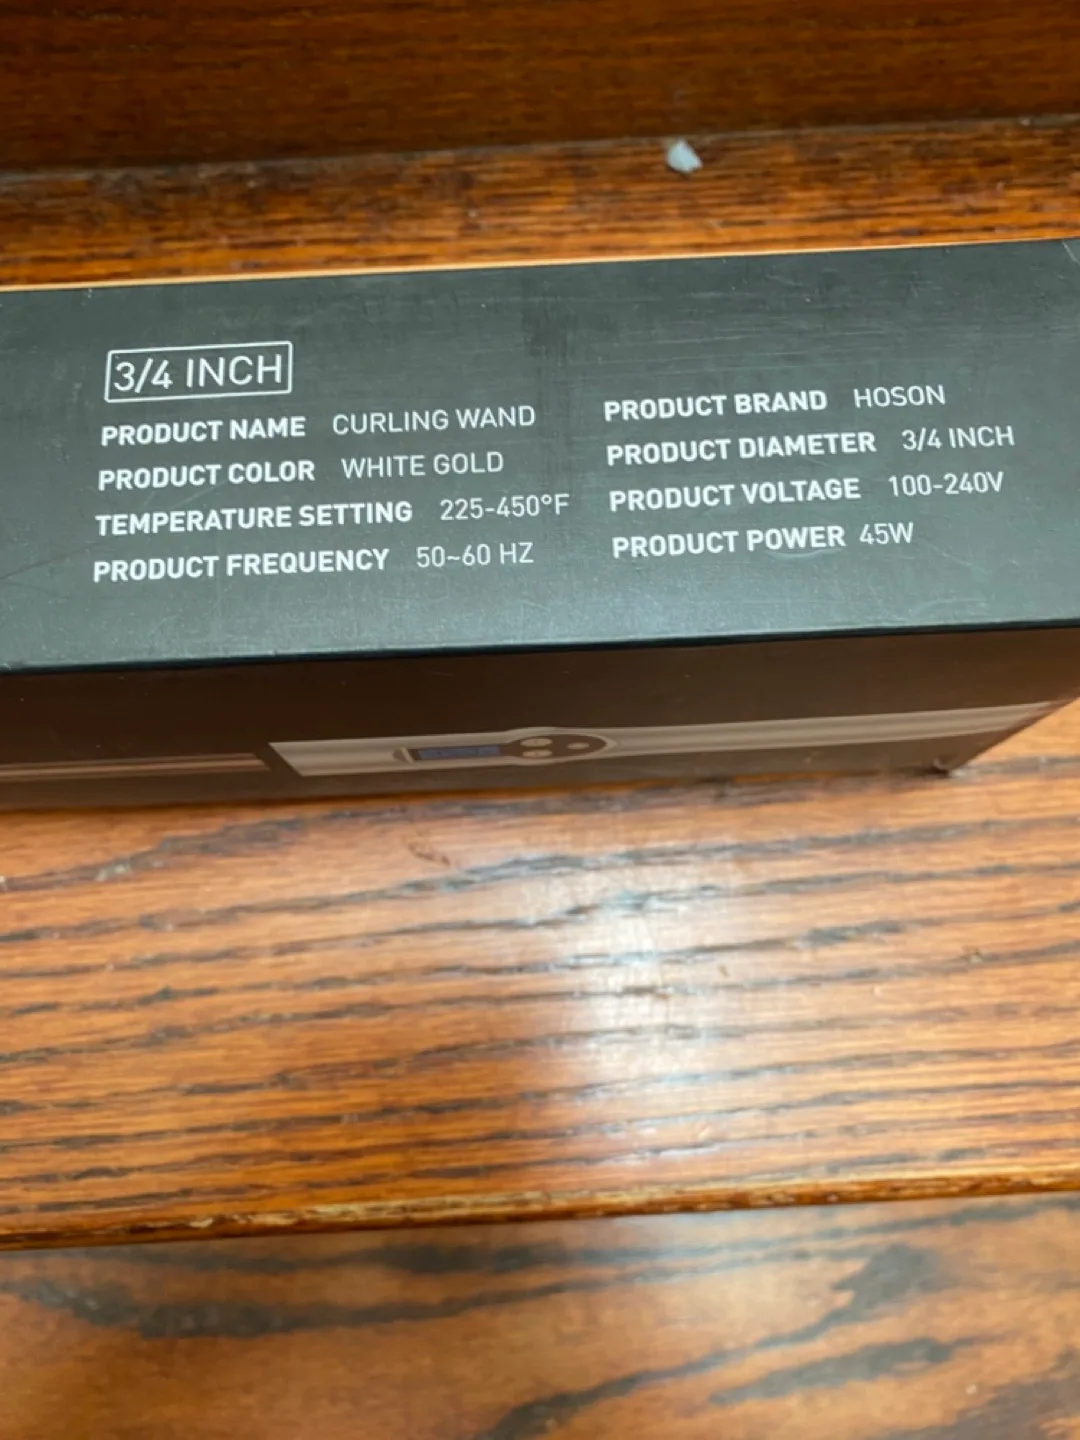 3/4 INCH
PRODUCT NAME CURLING WAND
PRODUCT COLOR WHITE GOLD
TEMPERATURE SETTING 225-450°F
PRODUCT FREQUENCY 50~60 HZ
PRODUCT BRAND HOSON
PRODUCT DIAMETER 3/4 INCH
PRODUCT VOLTAGE 100-240V
PRODUCT POWER 45W